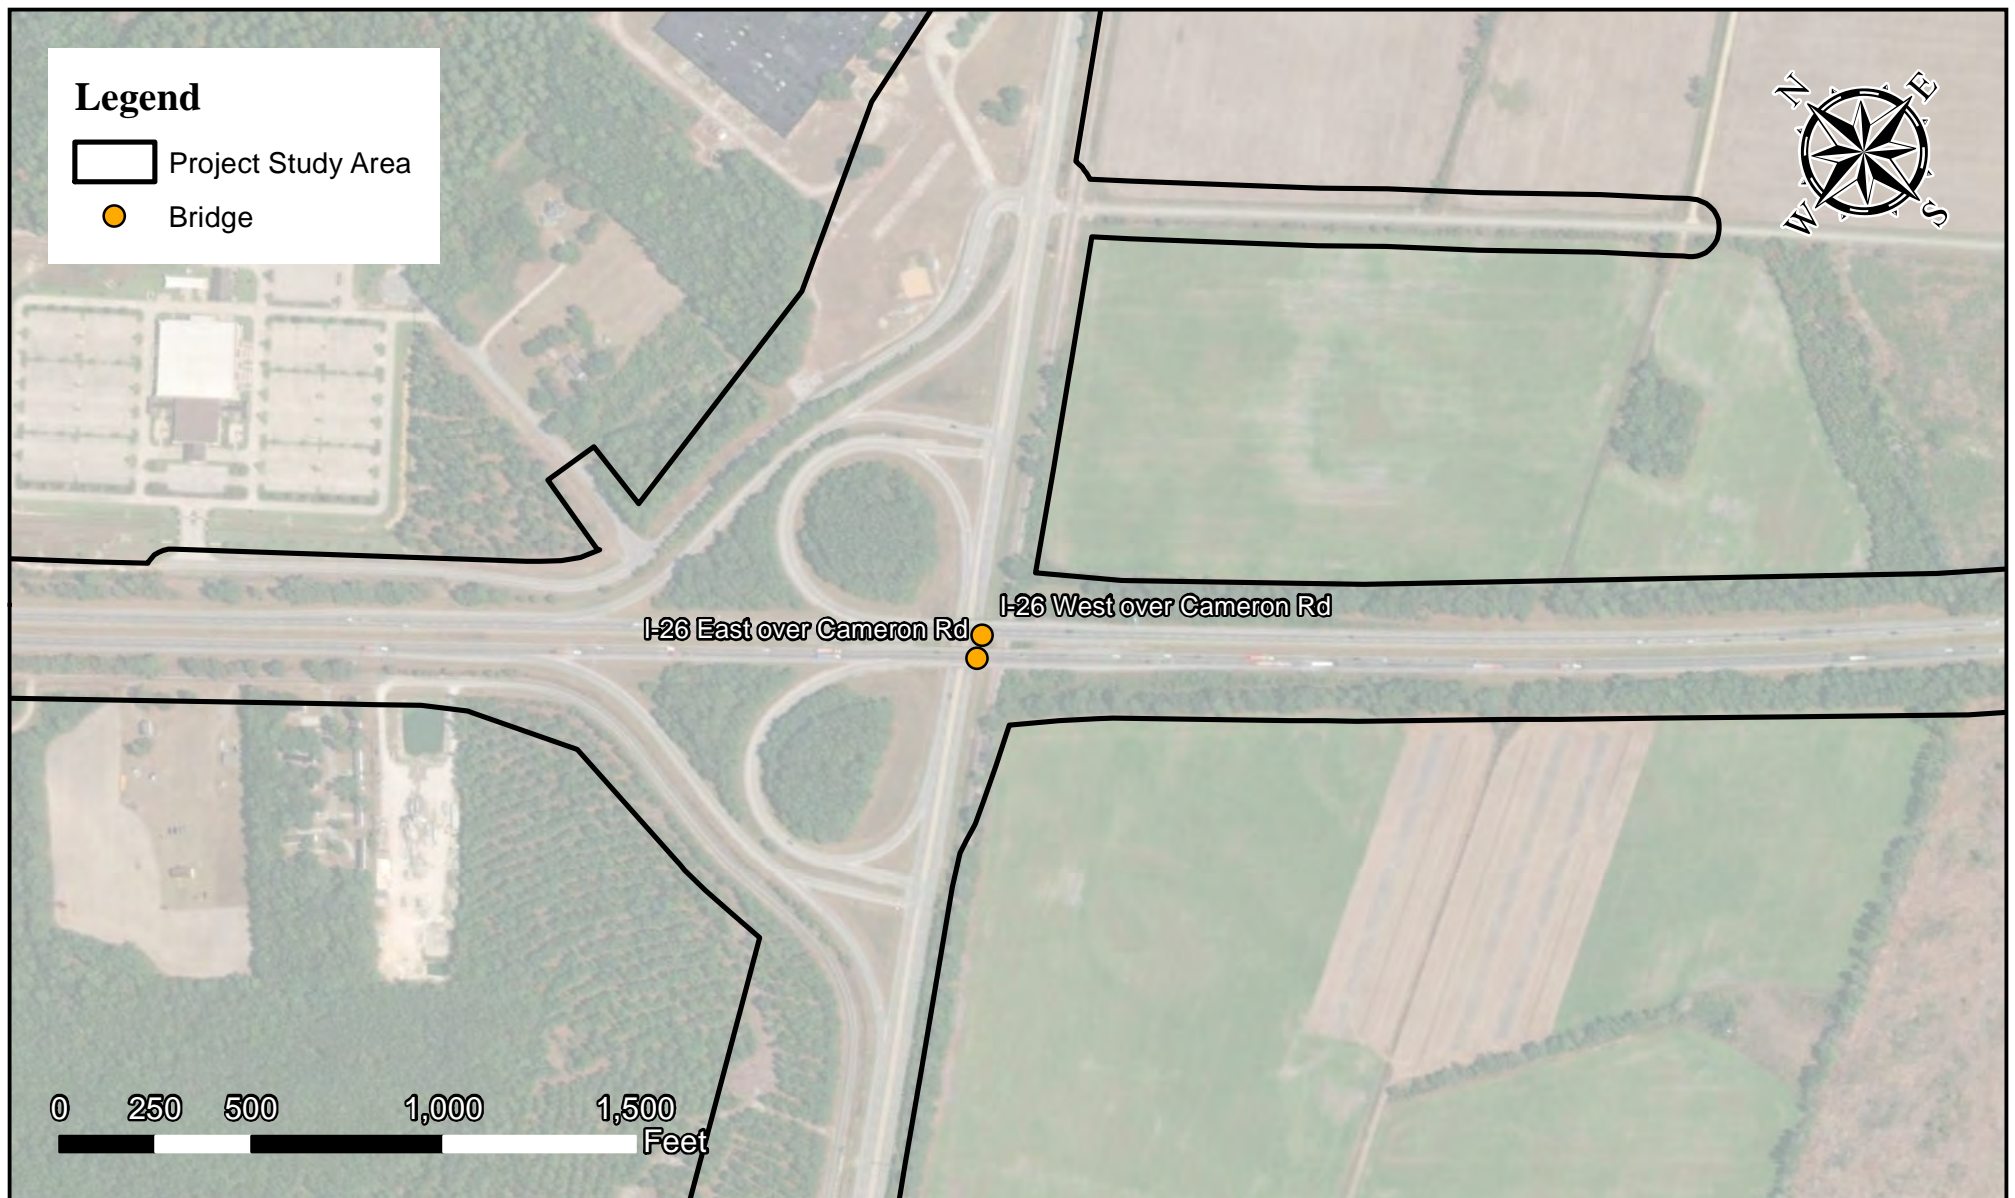 Legend
Project Study Area
Bridge
N
E
W
S
I-26 West over Cameron Rd
I-26 East over Cameron Rd
0 250 500 1,000 1,500
Feet